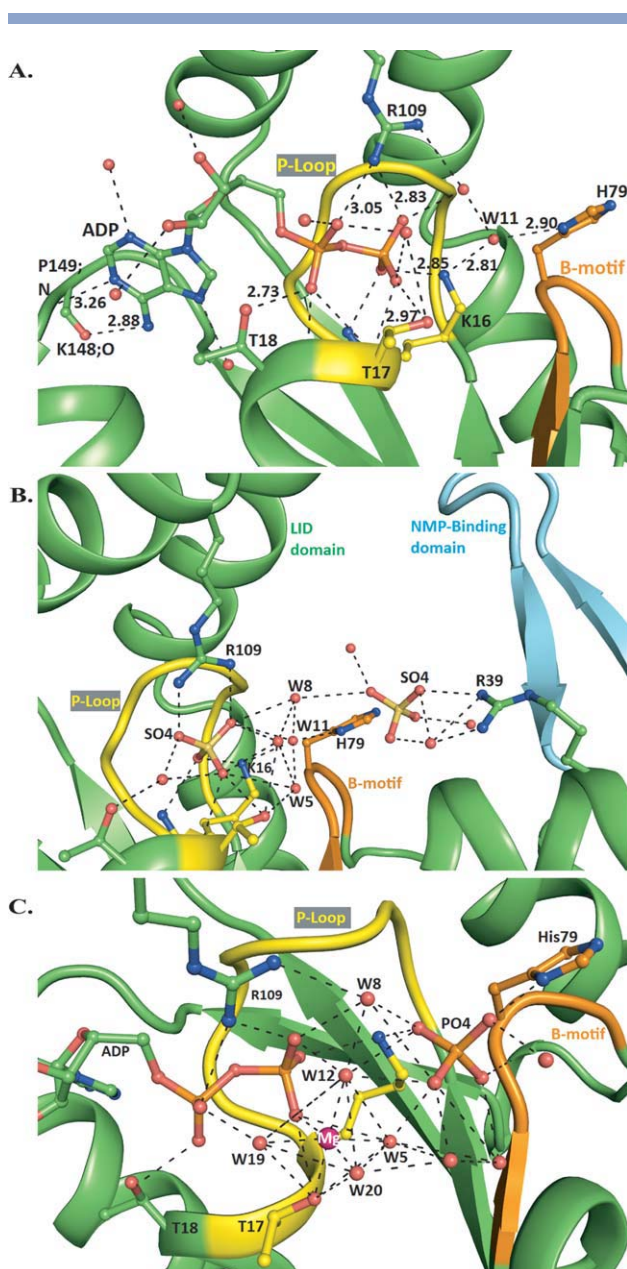 A.
R109
P-Loop
H79
3.05
2.83
W11
2.90
ADP
P149;
N
B-motif
2.85
2.81
3.26
2.73
2.88
2.97
K16
K148;O
T18
T17
B.
LID
domain
NMP-Binding
domain
R109
P-Loop
W8
SO4
R39
SO4
W11
H79
K16
W5
B-motif
C.
P-Loop
His79
R109
W8
PO4
B-motif
ADP
W12
Mg
W19
W5
W20
T18
T17